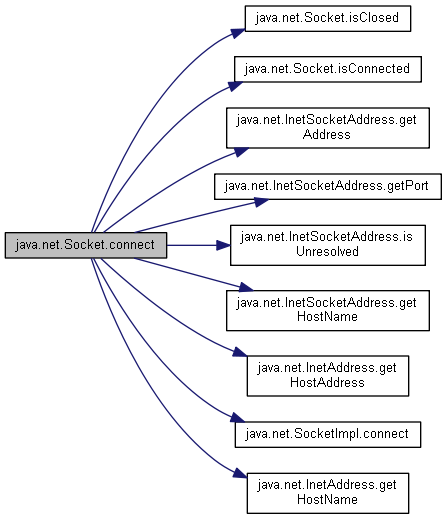 java.net.Socket.isClosed
java.net.Socket.isConnected
java.net.InetSocketAddress.get
Address
java.net.InetSocketAddress.getPort
java.net.Socket.connect
java.net.InetSocketAddress.is
Unresolved
java.net.InetSocketAddress.get
HostName
java.net.InetAddress.get
HostAddress
java.net.SocketImpl.connect
java.net.InetAddress.get
HostName